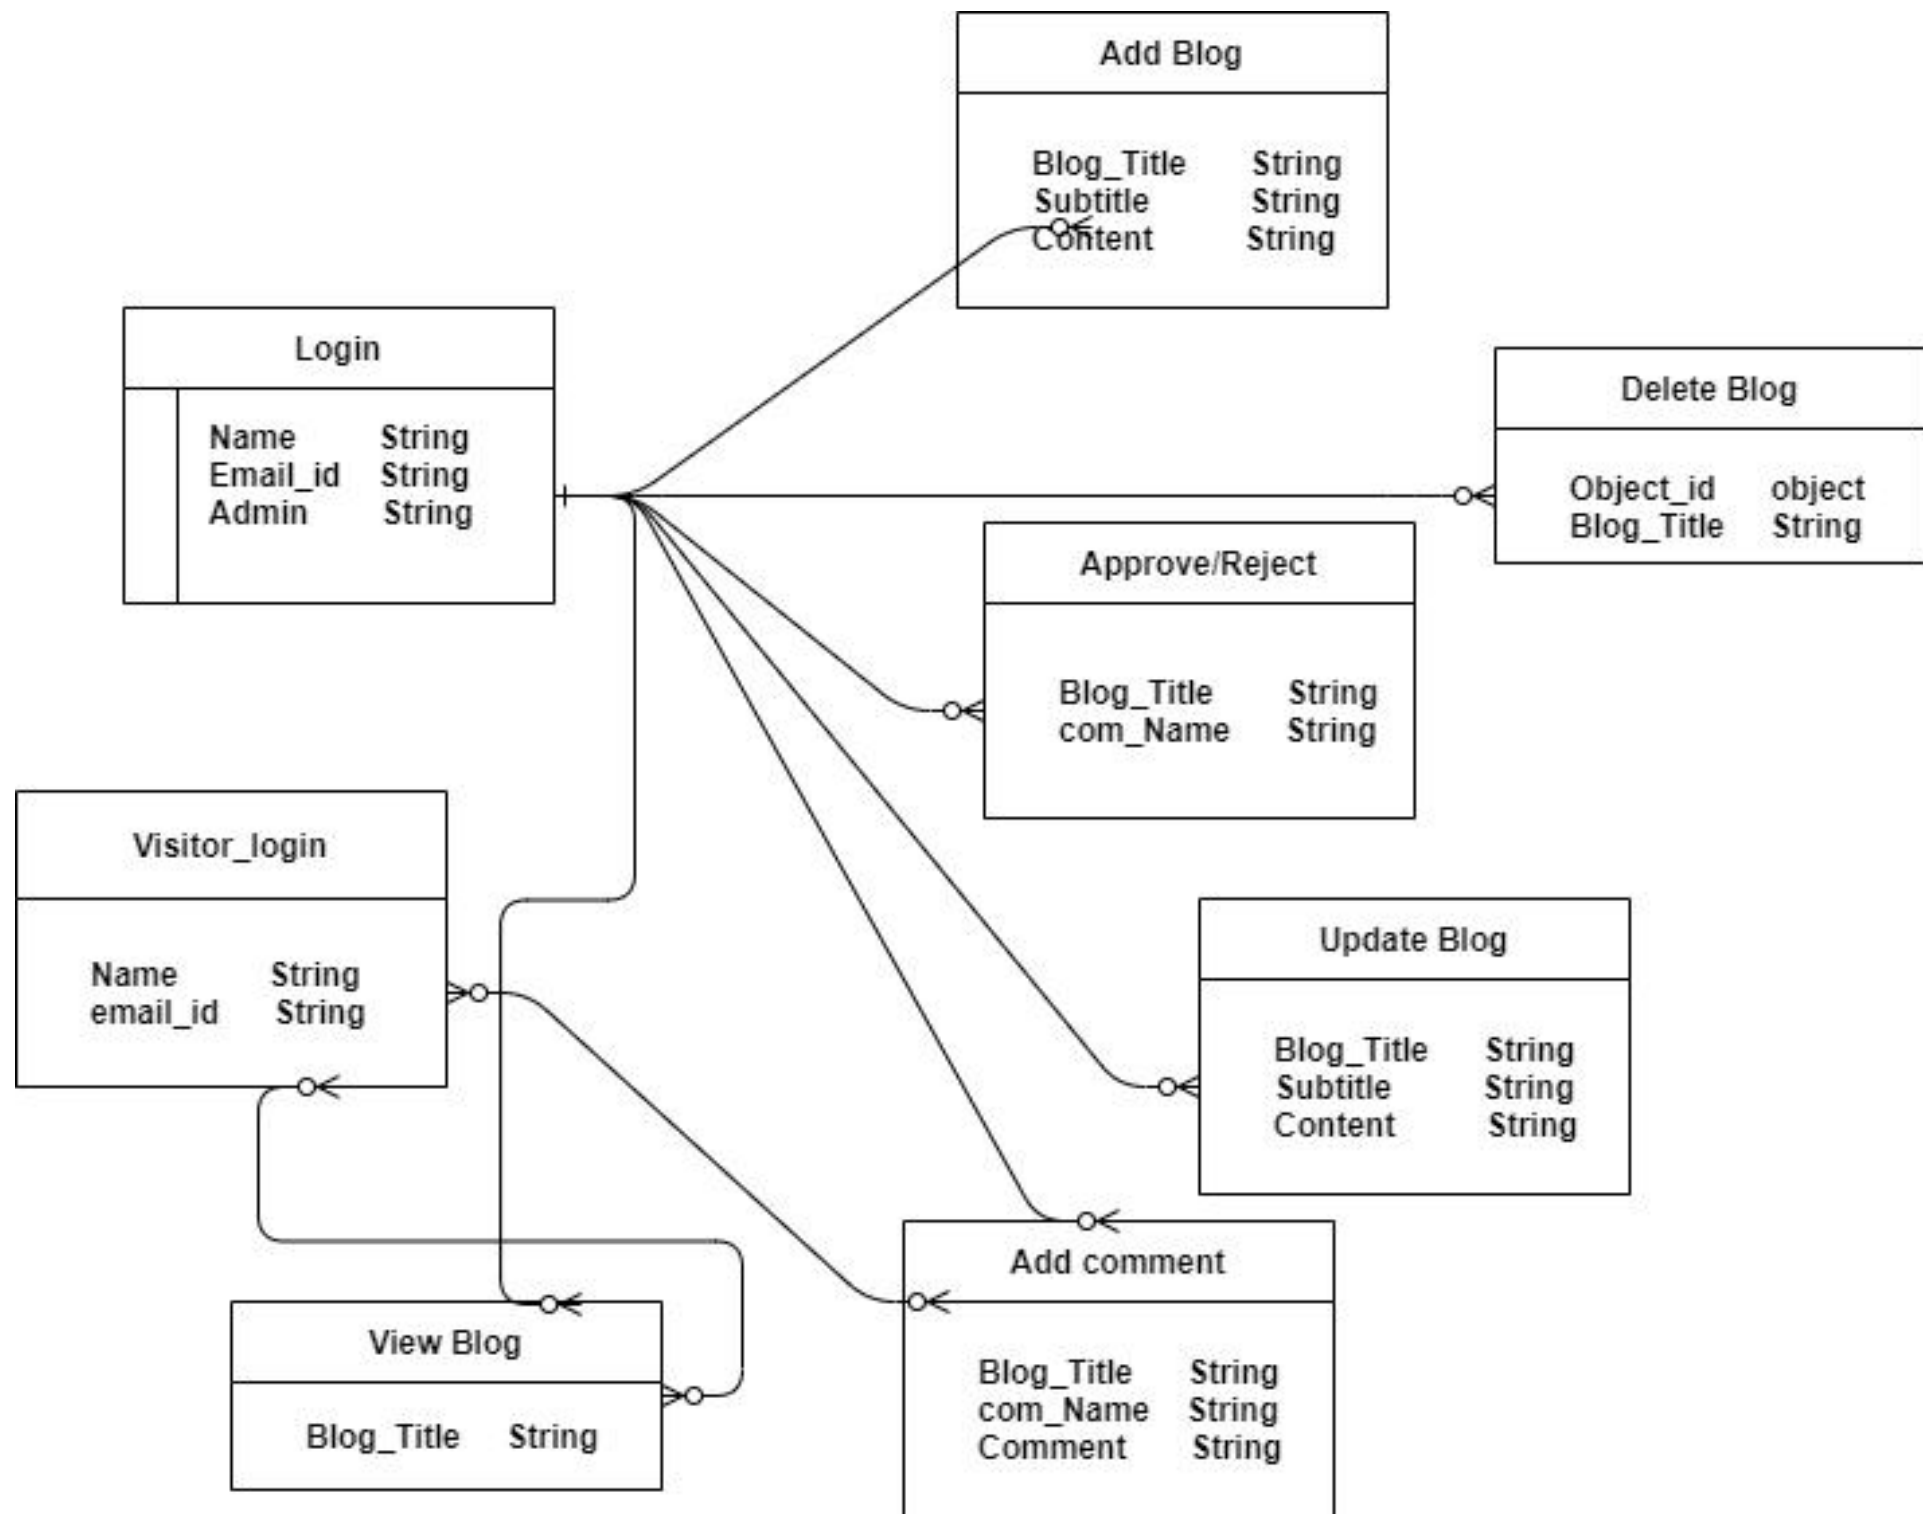 Add Blog
Blog_Title String
Subtitle String
Content String
Login
Name String
Email_id String
Admin String
Delete Blog
Object_id object
Blog_Title String
Approve/Reject
Blog_Title String
com_Name String
Visitor_login
Name String
email_id String
Update Blog
Blog_Title String
Subtitle String
Content String
View Blog
Blog_Title String
Add comment
Blog_Title String
com_Name String
Comment String